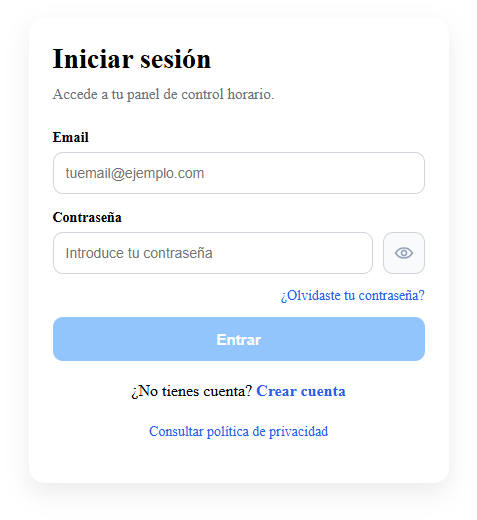 Iniciar sesión
Accede a tu panel de control horario.
Email
tuemail@ejemplo.com
Contraseña
Introduce tu contraseña
¿Olvidaste tu contraseña?
Entrar
¿No tienes cuenta? Crear cuenta
Consultar política de privacidad